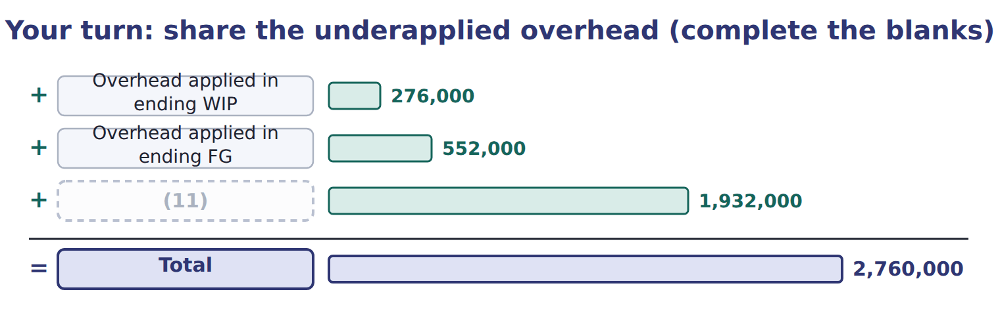 Your turn: share the underapplied overhead (complete the blanks)
+ Overhead applied in
ending WIP
276,000
+ Overhead applied in
ending FG
552,000
+ (11) 1,932,000
= Total 2,760,000